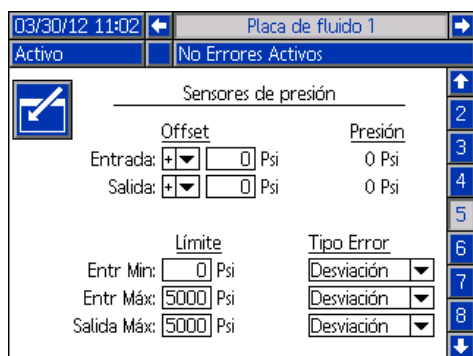 03/30/12 11:02 Placa de fluido 1
Activo No Errores Activos
Sensores de presión
Offset Presión
Entrada: + 0 Psi 0 Psi
Salida: + 0 Psi 0 Psi
Límite Tipo Error
Entr Min: 0 Psi Desviación
Entr Máx: 5000 Psi Desviación
Salida Máx: 5000 Psi Desviación
2
3
4
5
6
7
8